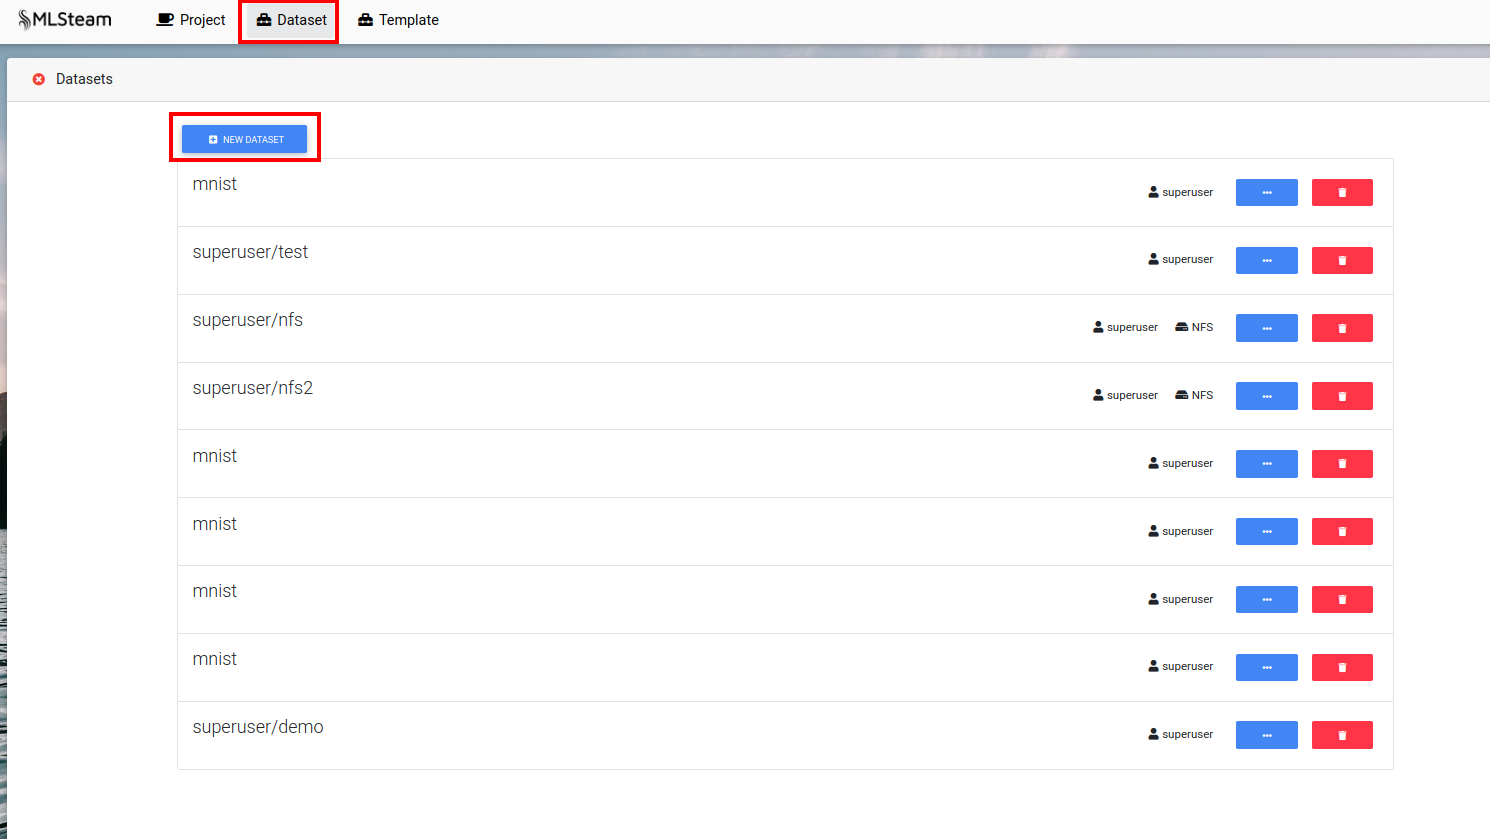 MLSteam Project Dataset Template
Datasets
NEW DATASET
mnist superuser
superuser/test superuser
superuser/nfs superuser NFS
superuser/nfs2 superuser NFS
mnist superuser
mnist superuser
mnist superuser
mnist superuser
superuser/demo superuser